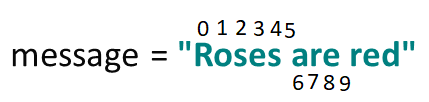 0 1 2 3 4 5
message = "Roses are red"
6 7 8 9